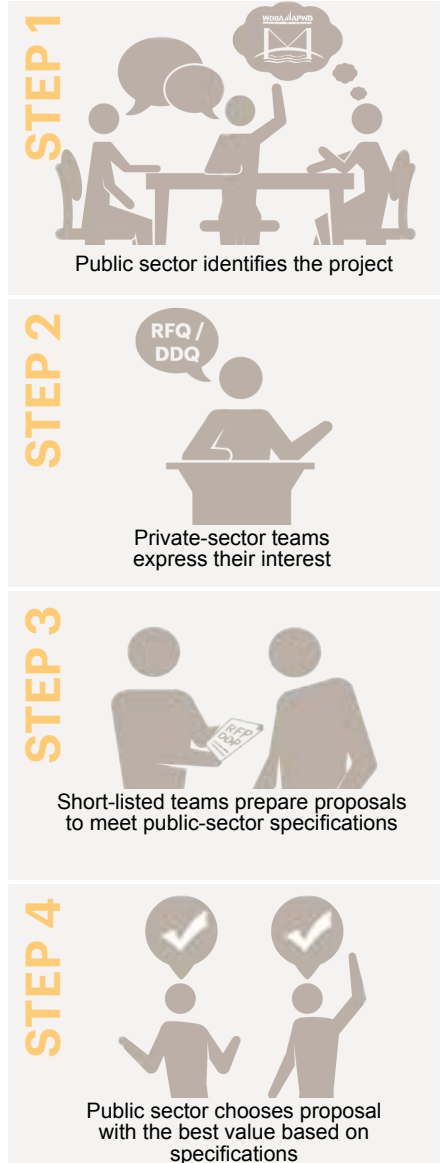 STEP 1
WDBA APWD
Public sector identifies the project
STEP 2
RFQ /
DDQ
Private-sector teams
express their interest
STEP 3
RFP
DDP
Short-listed teams prepare proposals
to meet public-sector specifications
STEP 4
Public sector chooses proposal
with the best value based on
specifications